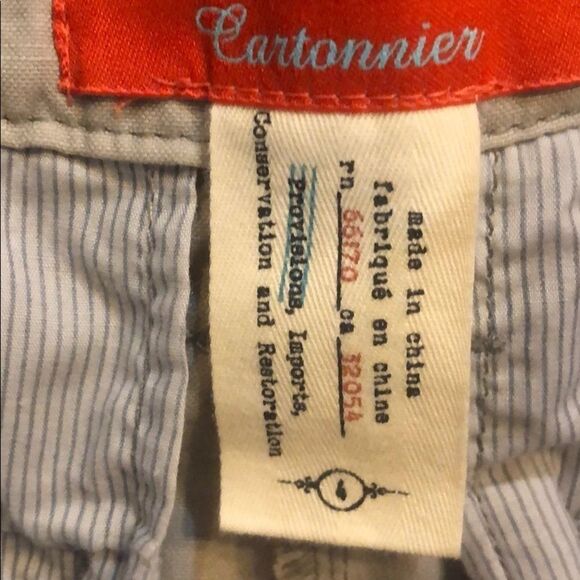 Cartonnier
made in china
fabriqué en chine
rn 66170 ca 32054
Provisions, Imports,
Conservation and Restoration